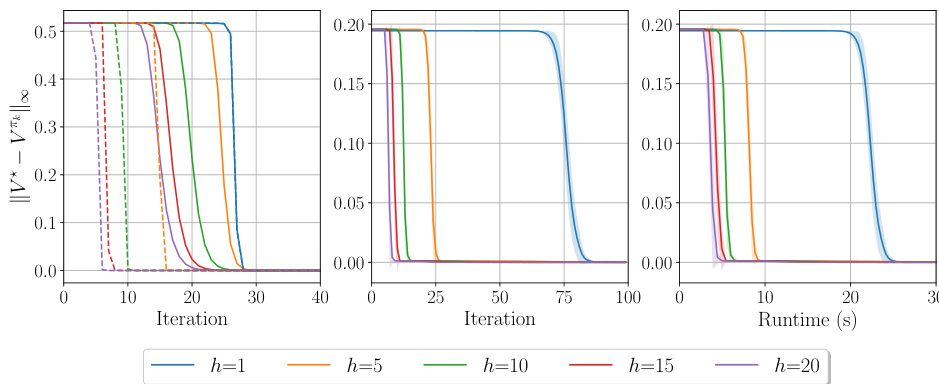 ‖V⋆ − V^{π_k}‖_∞
0.5
0.4
0.3
0.2
0.1
0.0
0 10 20 30 40
Iteration
0.20
0.15
0.10
0.05
0.00
0 25 50 75 100
Iteration
0.20
0.15
0.10
0.05
0.00
0 10 20 30
Runtime (s)
h=1 h=5 h=10 h=15 h=20